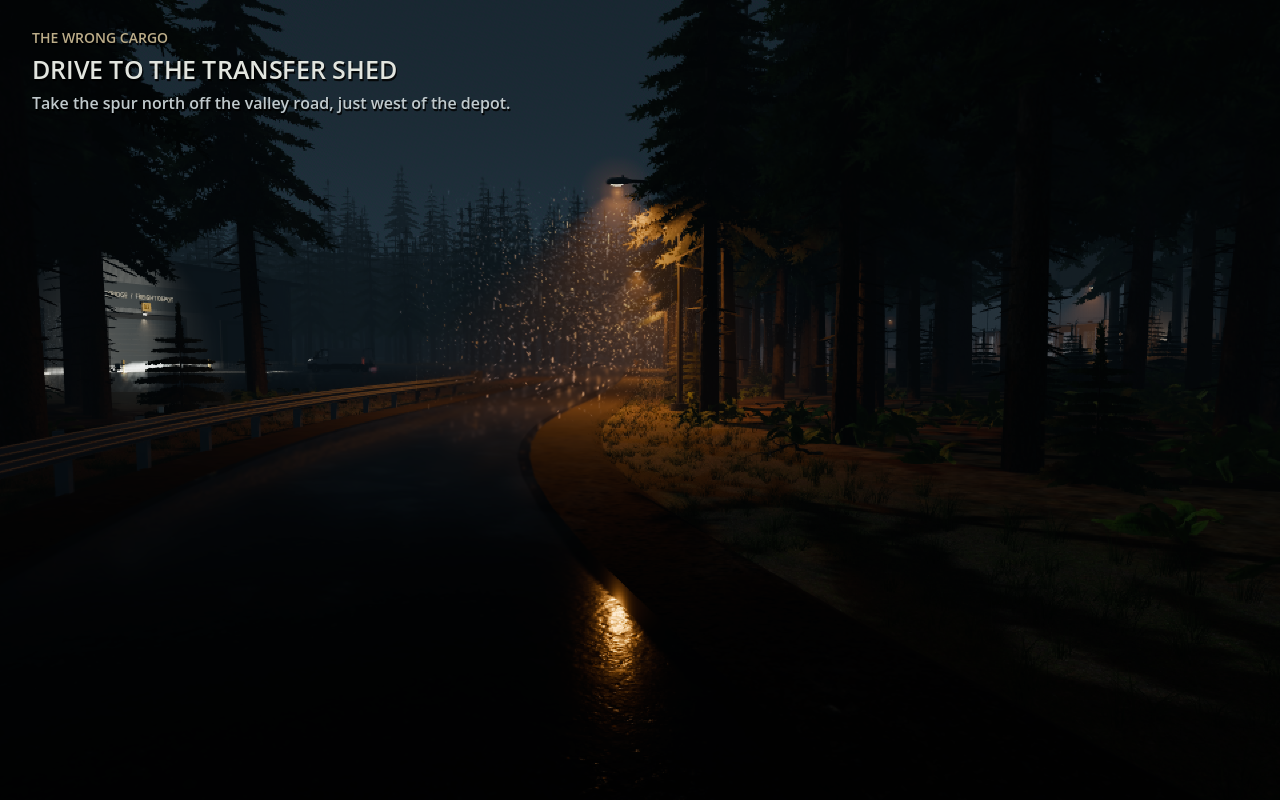 THE WRONG CARGO
DRIVE TO THE TRANSFER SHED
Take the spur north off the valley road, just west of the depot.